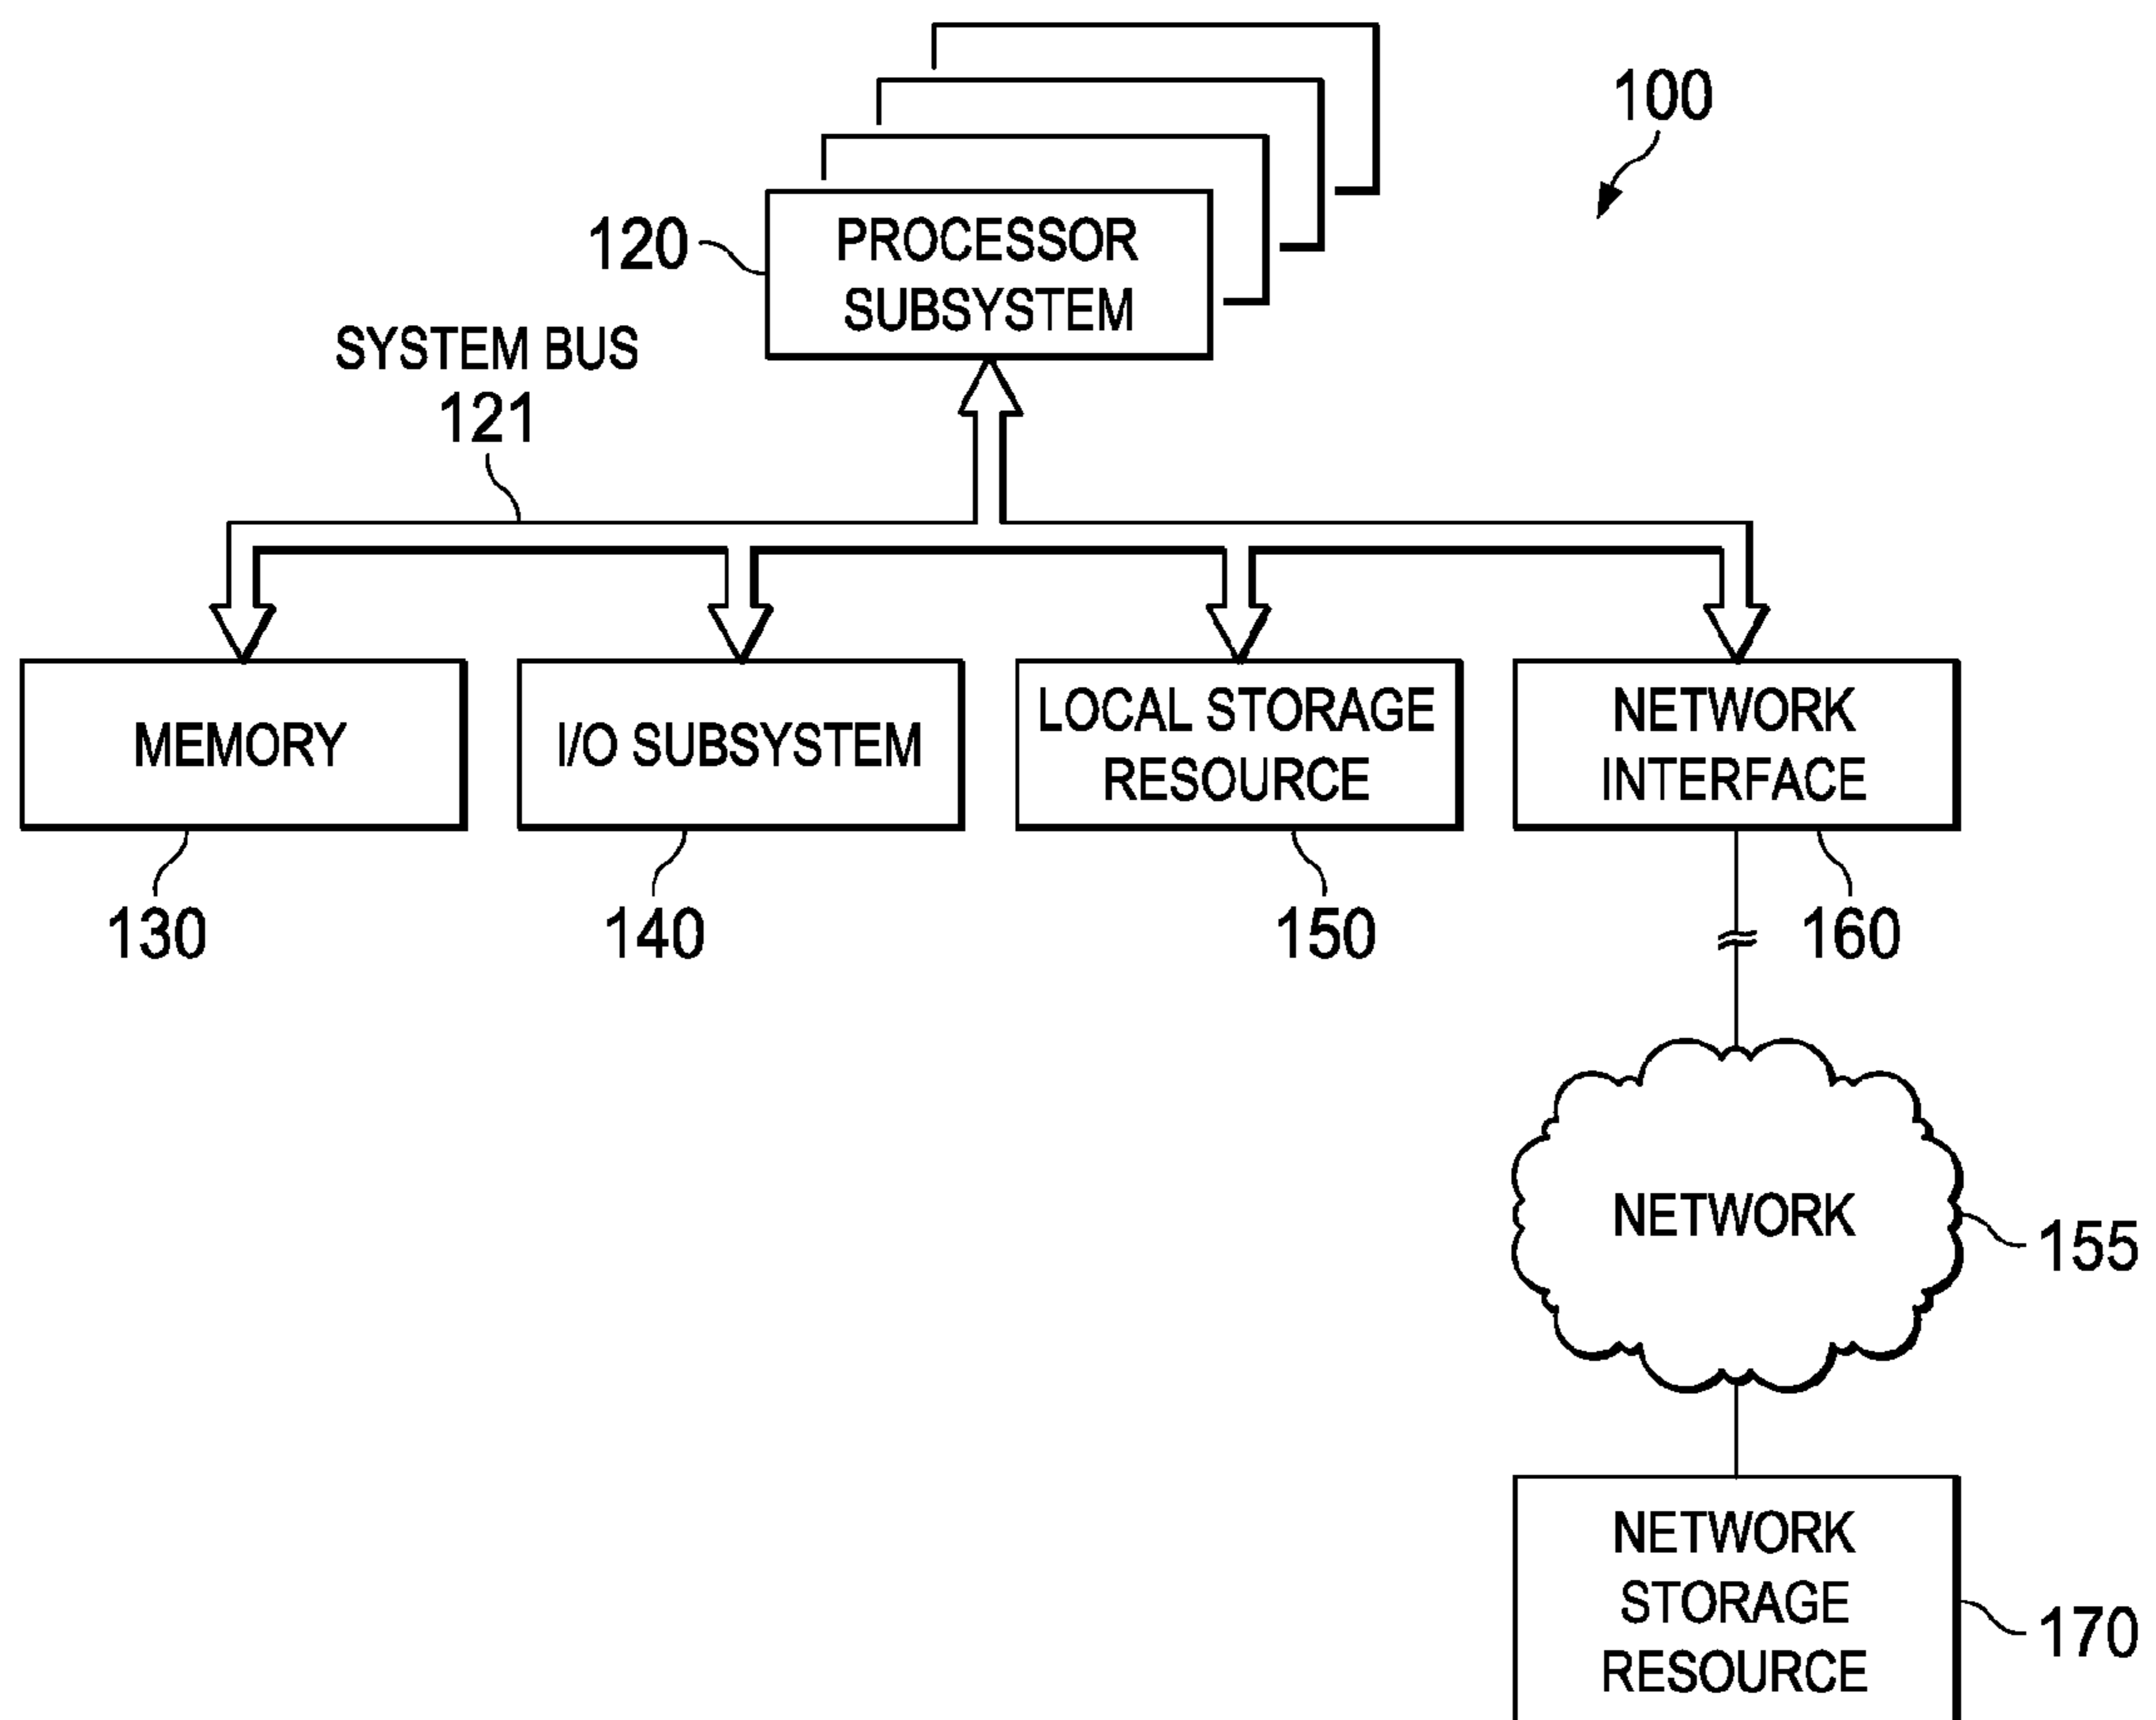 100
120
PROCESSOR
SUBSYSTEM
SYSTEM BUS
121
MEMORY
I/O SUBSYSTEM
LOCAL STORAGE
RESOURCE
NETWORK
INTERFACE
130
140
150
160
NETWORK
155
NETWORK
STORAGE
RESOURCE
170